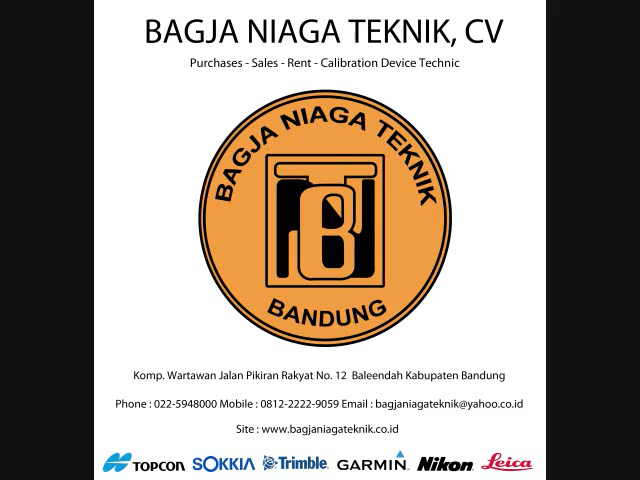 BAGJA NIAGA TEKNIK, CV
Purchases - Sales - Rent - Calibration Device Technic
BAGJA NIAGA TEKNIK
BANDUNG
Komp. Wartawan Jalan Pikiran Rakyat No. 12 Baleendah Kabupaten Bandung
Phone : 022-5948000 Mobile : 0812-2222-9059 Email : bagjaniagateknik@yahoo.co.id
Site : www.bagjaniagateknik.co.id
TOPCON SOKKIA Trimble. GARMIN Nikon. Leica